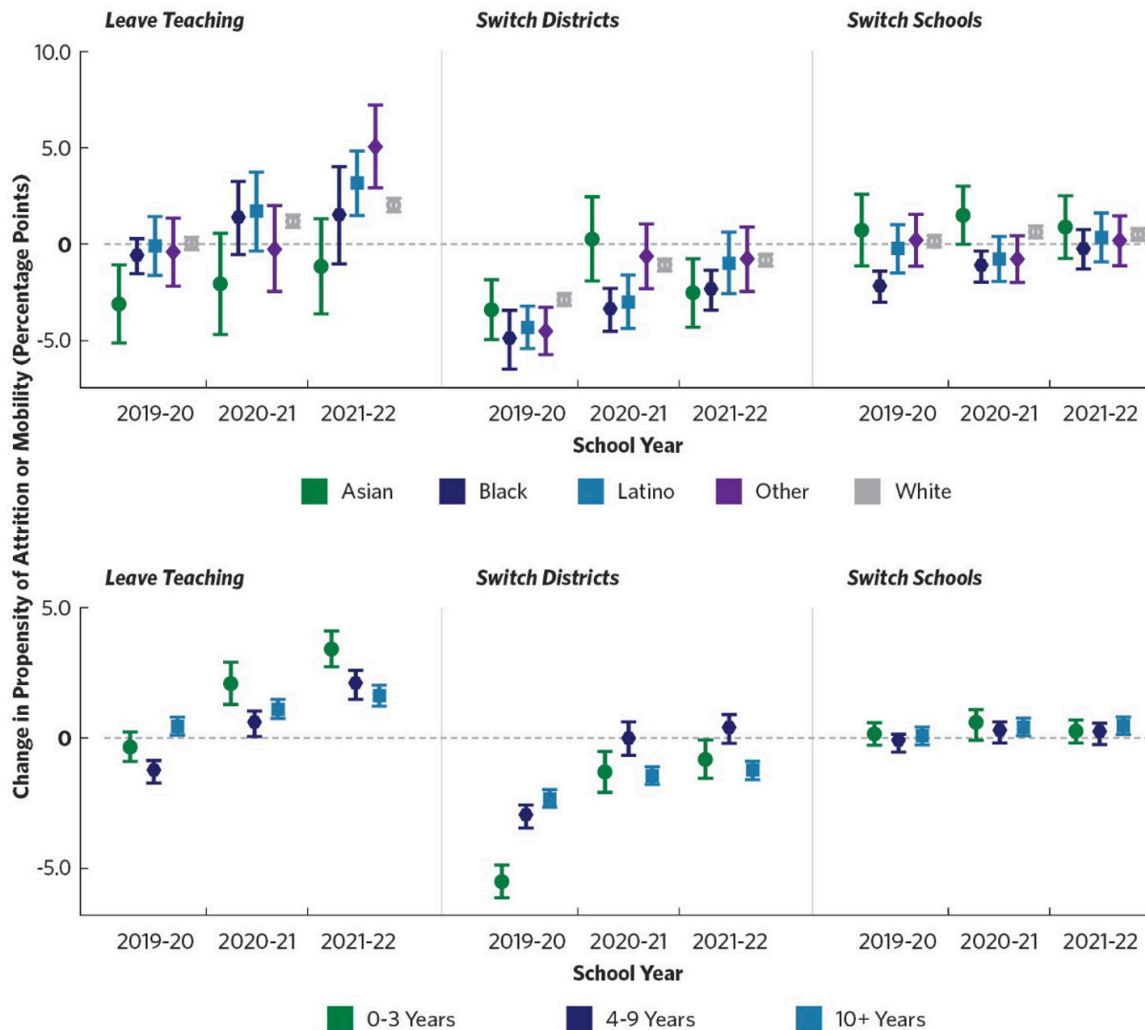 Leave Teaching Switch Districts Switch Schools
10.0
5.0
0
-5.0
2019-20 2020-21 2021-22 2019-20 2020-21 2021-22 2019-20 2020-21 2021-22
School Year
Asian Black Latino Other White
Change in Propensity of Attrition or Mobility (Percentage Points)
Leave Teaching Switch Districts Switch Schools
5.0
0
-5.0
2019-20 2020-21 2021-22 2019-20 2020-21 2021-22 2019-20 2020-21 2021-22
School Year
0-3 Years 4-9 Years 10+ Years